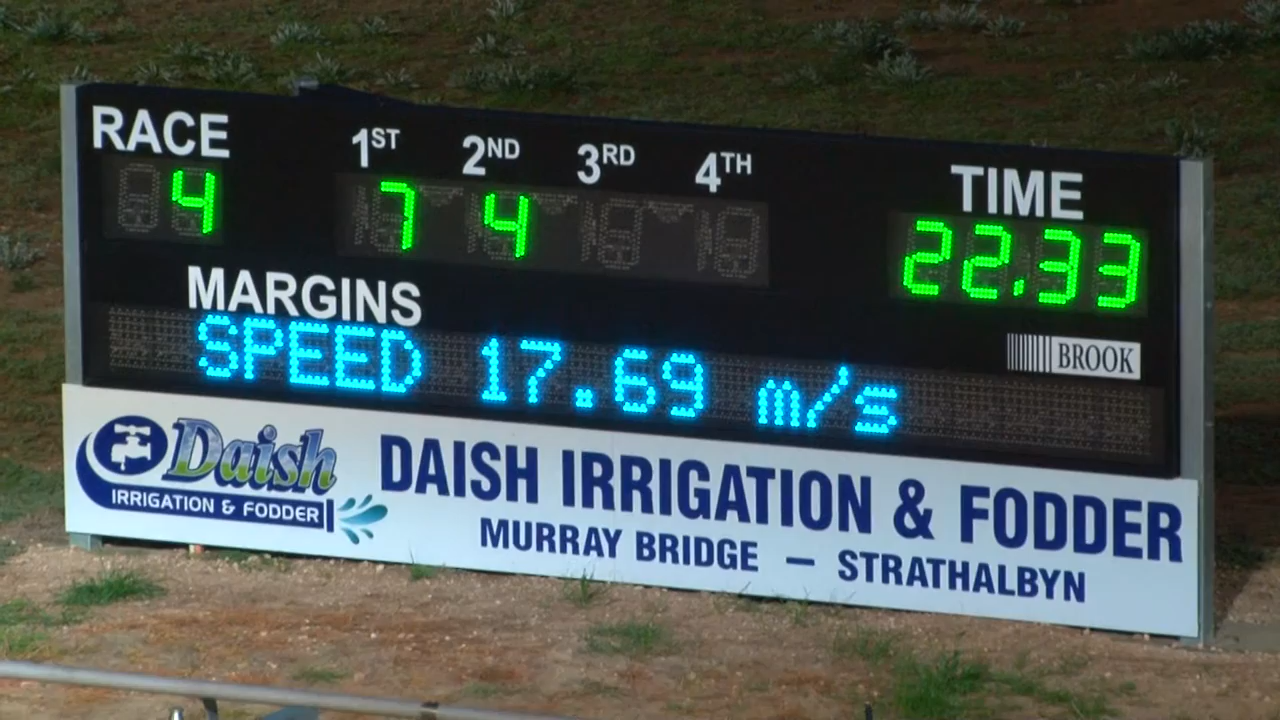 RACE 1ST 2ND 3RD 4TH TIME
4 7 4 22.33
MARGINS
SPEED 17.69 m/s
BROOK
Daish
IRRIGATION & FODDER
DAISH IRRIGATION & FODDER
MURRAY BRIDGE – STRATHALBYN